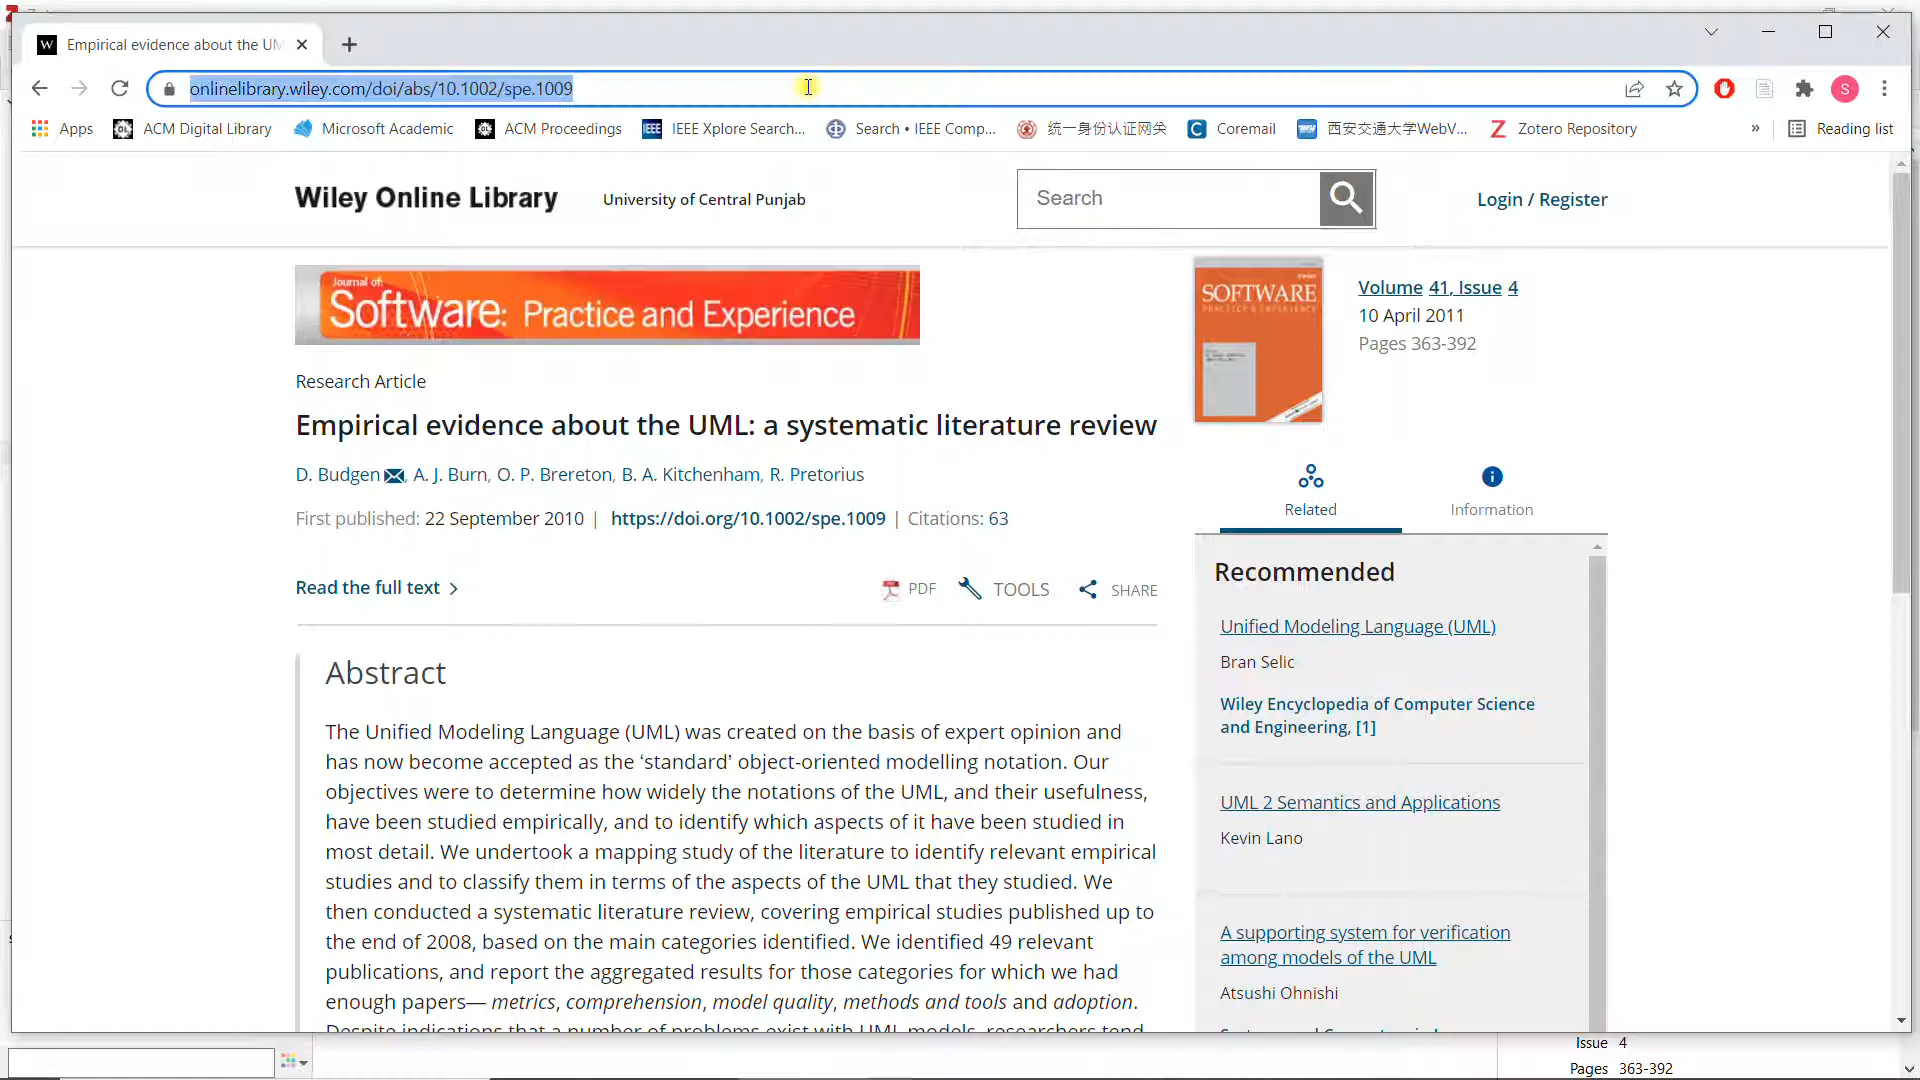 Empirical evidence about the UM
onlinelibrary.wiley.com/doi/abs/10.1002/spe.1009
S
Apps
ACM Digital Library
Microsoft Academic
ACM Proceedings
IEEE Xplore Search...
Search • IEEE Comp...
统一身份认证网关
Coremail
西安交通大学WebV...
Zotero Repository
»
Reading list
Wiley Online Library
University of Central Punjab
Search
Login / Register
Journal of:
Software: Practice and Experience
SOFTWARE
PRACTICE & EXPERIENCE
Volume 41, Issue 4
10 April 2011
Pages 363-392
Research Article
Empirical evidence about the UML: a systematic literature review
D. Budgen, A. J. Burn, O. P. Brereton, B. A. Kitchenham, R. Pretorius
First published: 22 September 2010 | https://doi.org/10.1002/spe.1009 | Citations: 63
Read the full text
PDF
TOOLS
SHARE
Abstract
The Unified Modeling Language (UML) was created on the basis of expert opinion and
has now become accepted as the ‘standard’ object-oriented modelling notation. Our
objectives were to determine how widely the notations of the UML, and their usefulness,
have been studied empirically, and to identify which aspects of it have been studied in
most detail. We undertook a mapping study of the literature to identify relevant empirical
studies and to classify them in terms of the aspects of the UML that they studied. We
then conducted a systematic literature review, covering empirical studies published up to
the end of 2008, based on the main categories identified. We identified 49 relevant
publications, and report the aggregated results for those categories for which we had
enough papers— metrics, comprehension, model quality, methods and tools and adoption.
Despite indications that a number of problems exist with UML models, researchers tend
Related
Information
Recommended
Unified Modeling Language (UML)
Bran Selic
Wiley Encyclopedia of Computer Science
and Engineering, [1]
UML 2 Semantics and Applications
Kevin Lano
A supporting system for verification
among models of the UML
Atsushi Ohnishi
Issue 4
Pages 363-392